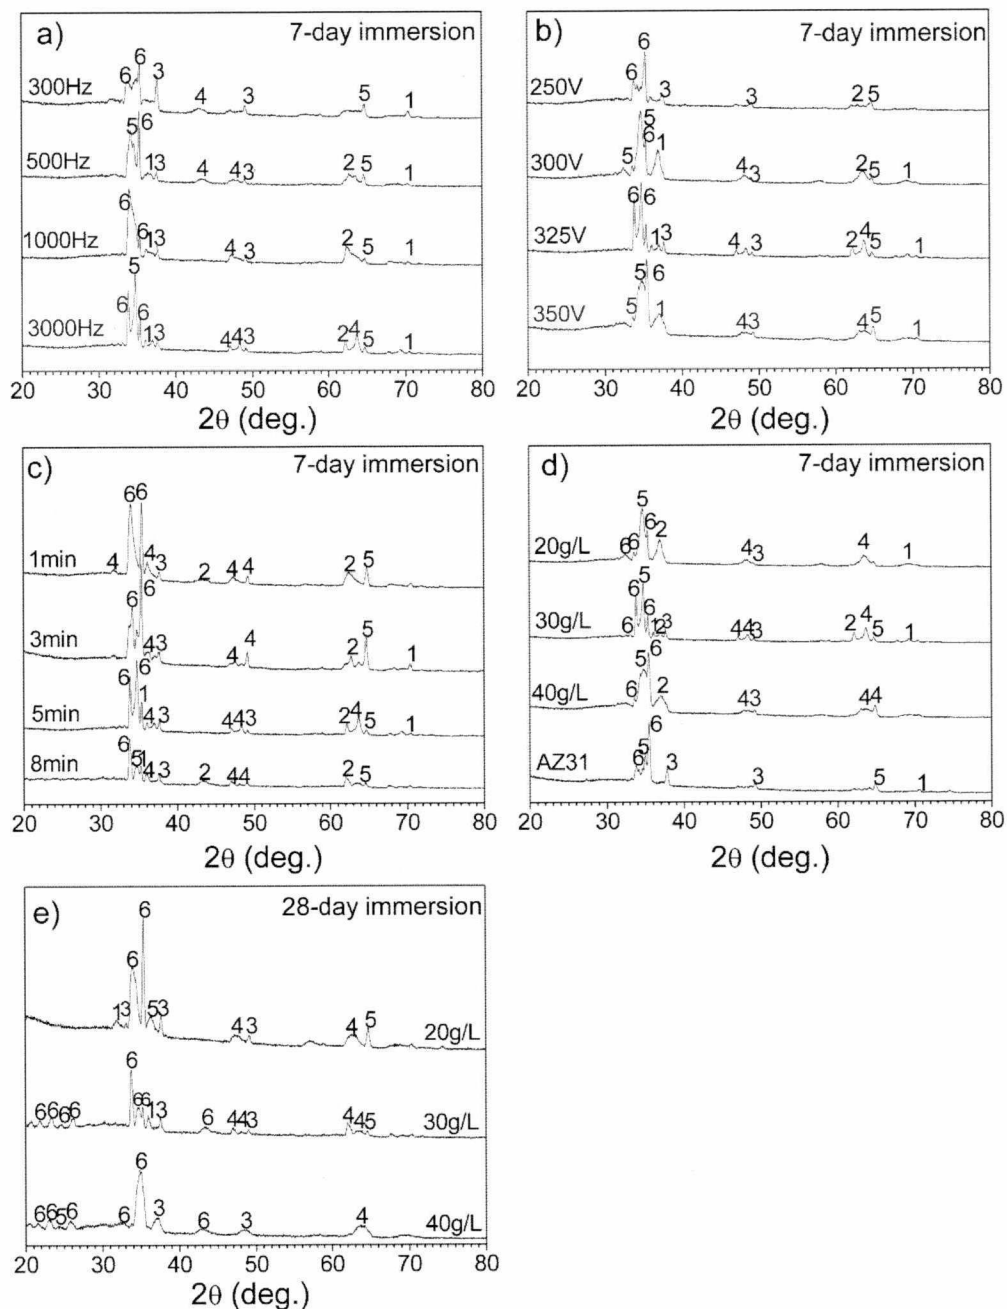 a) 7-day immersion
6 6 3
300Hz 4 3 5 1
5 6
500Hz 1 3 4 4 3 2 5 1
6 6
1000Hz 1 3 4 3 2 5 1
5
6 6
3000Hz 1 3 4 4 3 2 4 5 1
20 30 40 50 60 70 80
2θ (deg.)
b) 7-day immersion
6 6
250V 3 3 2 5
5
300V 5 6 1 4 3 2 5 1
6 6
325V 1 3 4 3 2 4 5 1
5 6
350V 5 1 4 3 4 5 1
20 30 40 50 60 70 80
2θ (deg.)
c) 7-day immersion
6 6
1min 4 4 3 2 4 4 2 5
6 6
3min 4 3 4 4 2 5 1
6 6 1
5min 4 3 4 4 3 2 4 5 1
6 5 1
8min 4 3 2 4 4 2 5
20 30 40 50 60 70 80
2θ (deg.)
d) 7-day immersion
5
20g/L 6 6 6 2 4 3 4 1
6 5 6
30g/L 6 1 2 3 4 4 3 2 4 5 1
5 6
40g/L 6 2 4 3 4 4
6
AZ31 6 5 3 3 5 1
20 30 40 50 60 70 80
2θ (deg.)
e) 28-day immersion
6
6
1 3 5 3 4 3 4 5 20g/L
6
6 6 6 6 6 6 1 3 6 4 4 3 4 4 5 30g/L
6
6 6 5 6 6 3 6 3 4 40g/L
20 30 40 50 60 70 80
2θ (deg.)